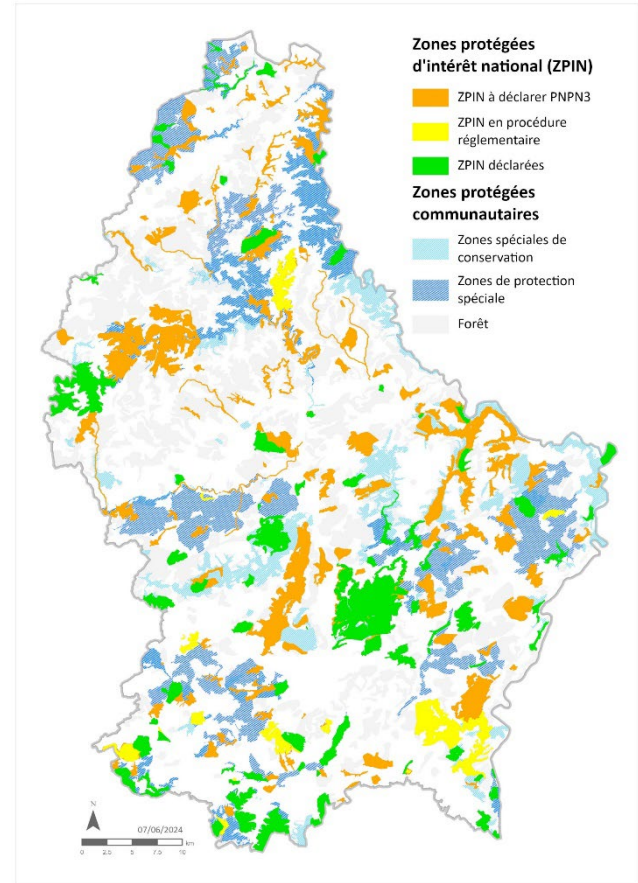 Zones protégées
d'intérêt national (ZPIN)
ZPIN à déclarer PNPN3
ZPIN en procédure
réglementaire
ZPIN déclarées
Zones protégées
communautaires
Zones spéciales de
conservation
Zones de protection
spéciale
Forêt
N
07/06/2024
0 2.5 5 7.5 10
km